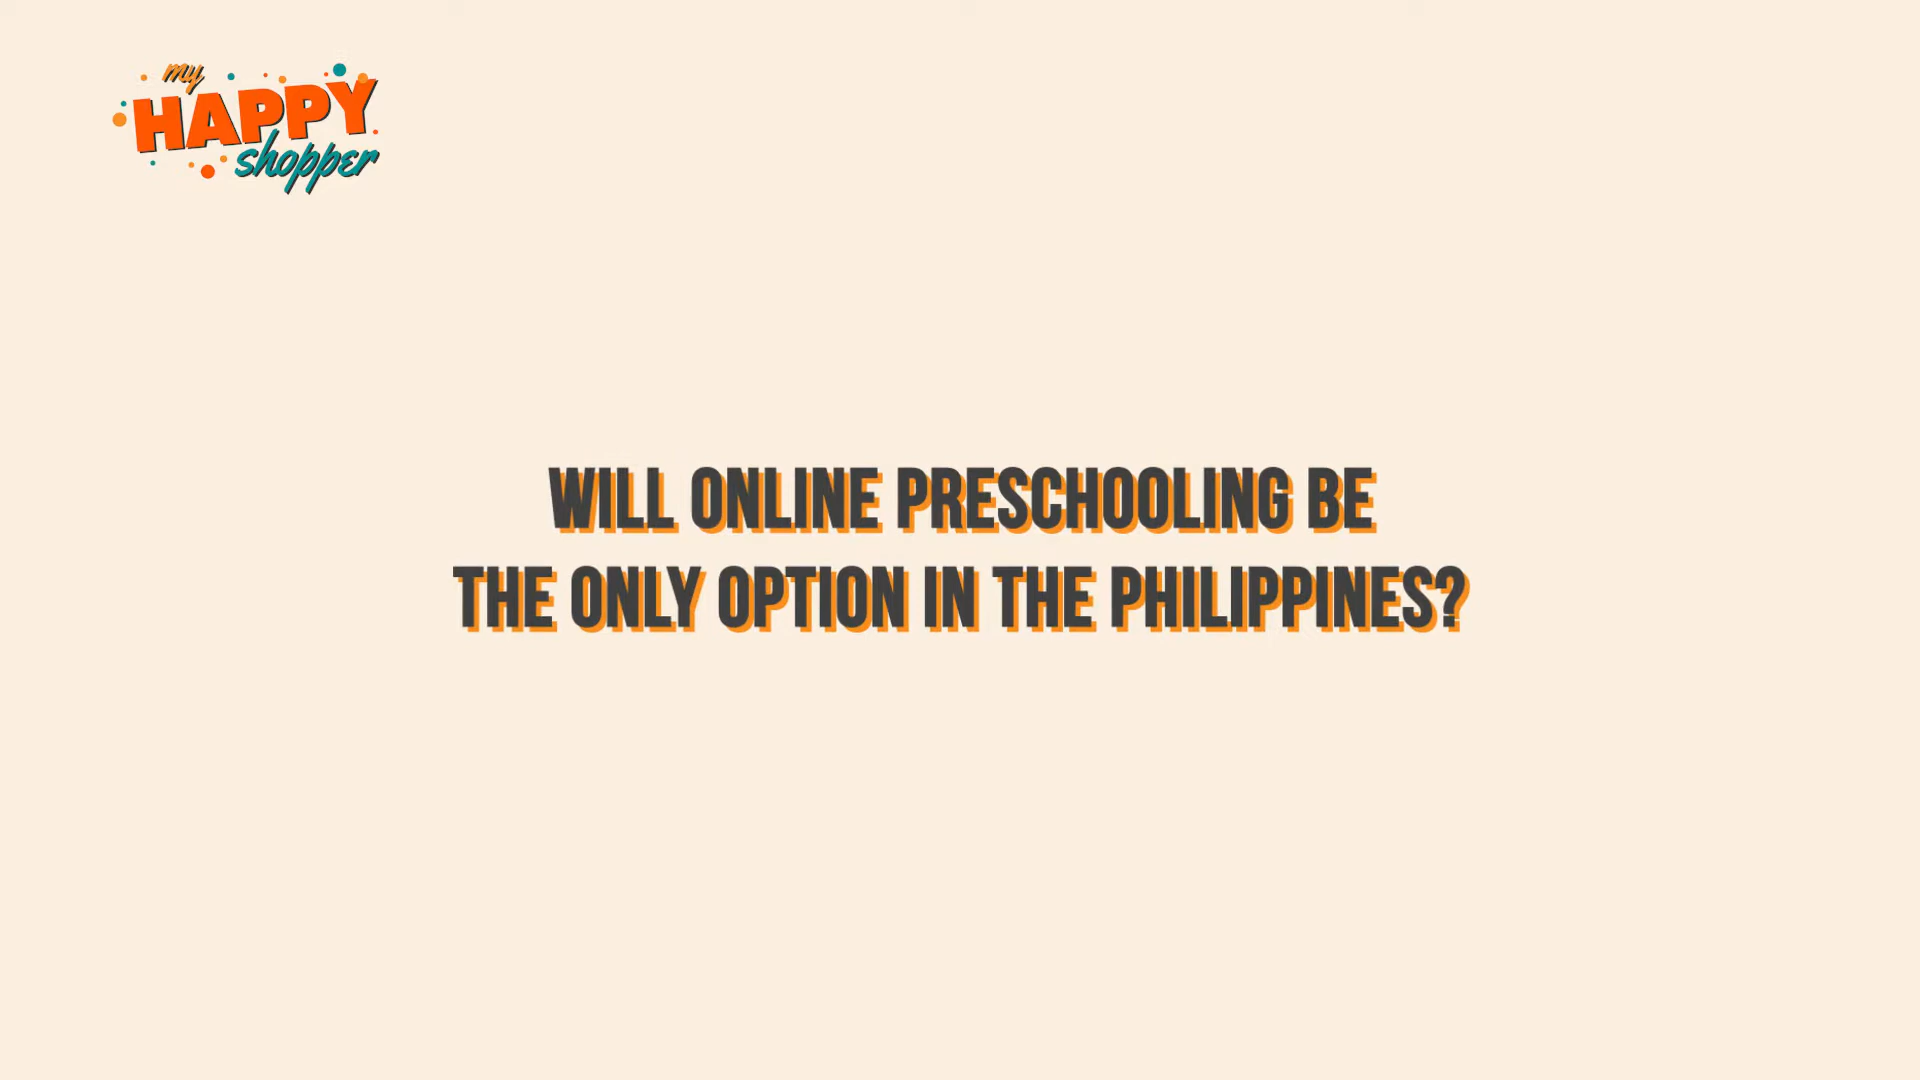 my
HAPPY
shopper
WILL ONLINE PRESCHOOLING BE
THE ONLY OPTION IN THE PHILIPPINES?